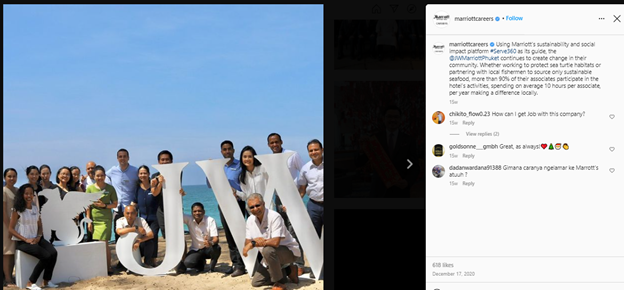 marriottcareers • Follow
marriottcareers Using Marriott's sustainability and social
impact platform #Serve360 as its guide, the
@JWMarriottPhuket continues to create change in their
community. Whether working to protect sea turtle habitats or
partnering with local fishermen to source only sustainable
seafood, more than 90% of their associates participate in the
hotel's activities, spending on average 10 hours per associate,
per year making a difference locally.
15w
chikito_flow0.23 How can I get Job with this company?
15w Reply
View replies (2)
goldsonne__gmbh Great, as always!❤️🎄
15w Reply
dadanwardana91388 Gimana caranya ngelamar ke Marrott's
atuuh ?
15w Reply
JW
638 likes
December 17, 2020